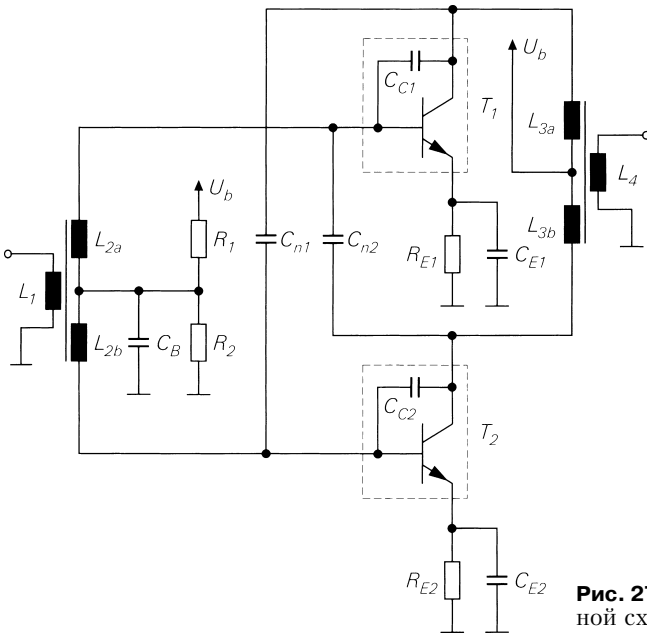 C_C1
U_b
T_1
L_3a
L_4
L_3b
U_b
L_2a
R_1
C_n1
C_n2
R_E1
C_E1
L_1
L_2b
C_B
R_2
C_C2
T_2
R_E2
C_E2
Рис. 27
ной сх